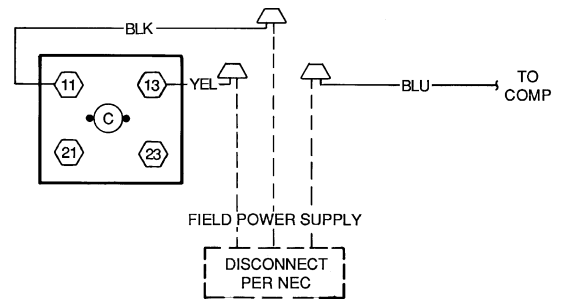 BLK
11
13
YEL
BLU
TO
COMP
C
21
23
FIELD POWER SUPPLY
DISCONNECT
PER NEC